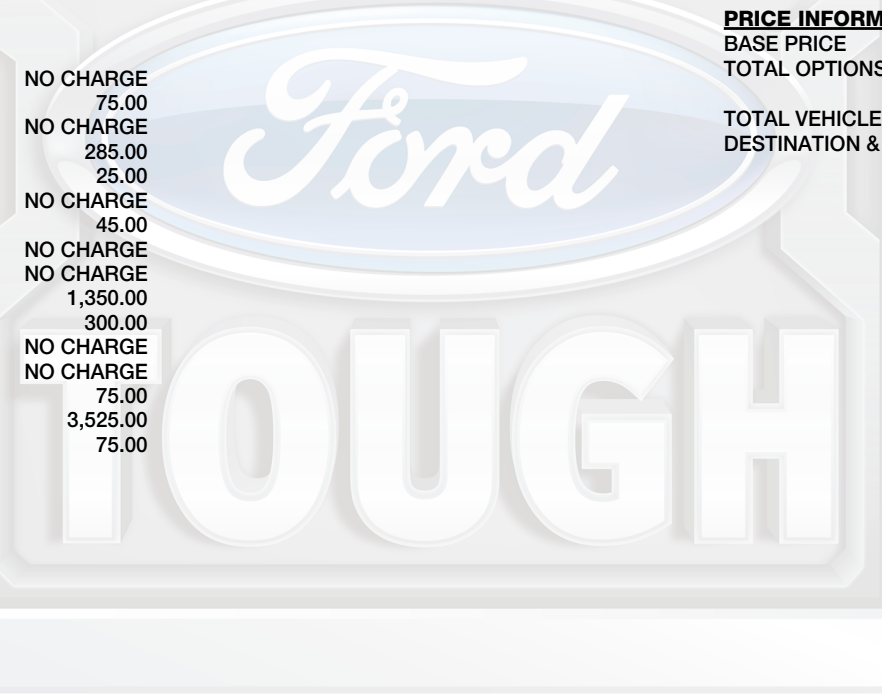 PRICE INFORM
BASE PRICE
TOTAL OPTIONS
TOTAL VEHICLE
DESTINATION &
NO CHARGE
75.00
NO CHARGE
285.00
25.00
NO CHARGE
45.00
NO CHARGE
NO CHARGE
1,350.00
300.00
NO CHARGE
NO CHARGE
75.00
3,525.00
75.00
Ford
TOUGH